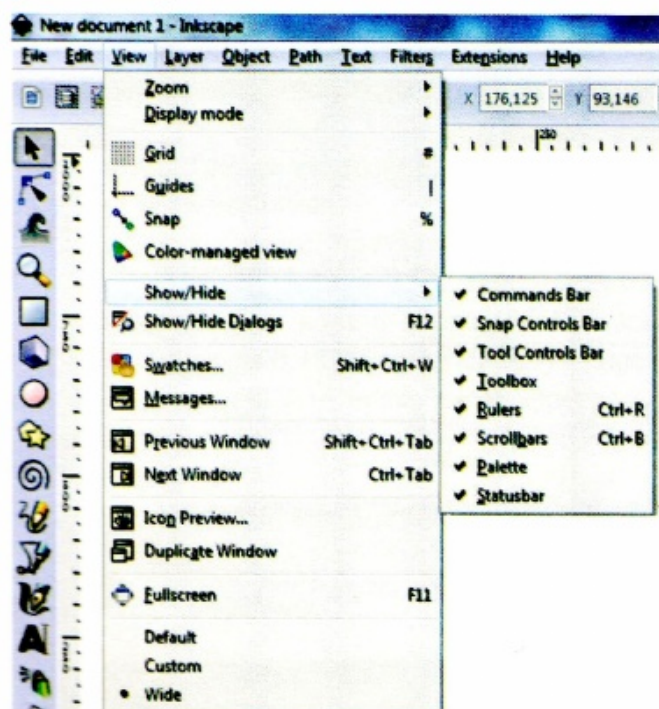 New document 1 - Inkscape
File Edit View Layer Object Path Text Filters Extensions Help
X 176,125 Y 93,146
Zoom
Display mode
Grid #
Guides |
Snap %
Color-managed view
Show/Hide
Show/Hide Dialogs F12
Swatches... Shift+Ctrl+W
Messages...
Previous Window Shift+Ctrl+Tab
Next Window Ctrl+Tab
Icon Preview...
Duplicate Window
Fullscreen F11
Default
Custom
Wide
Commands Bar
Snap Controls Bar
Tool Controls Bar
Toolbox
Rulers Ctrl+R
Scrollbars Ctrl+B
Palette
Statusbar